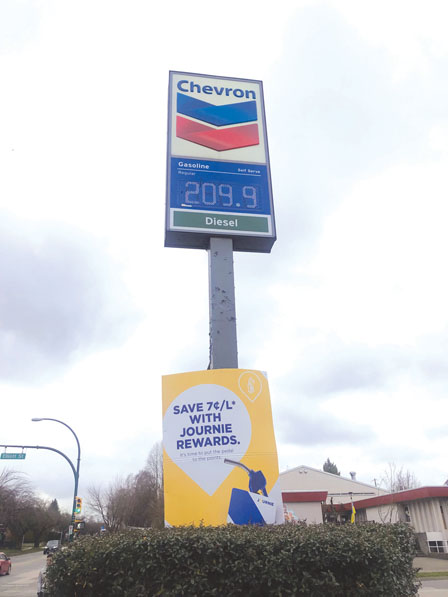 Chevron
Gasoline Self Serve
Regular
209.9
Diesel
SAVE 7¢/L*
WITH
JOURNIE
REWARDS.
It's time to put the pedal
to the points.